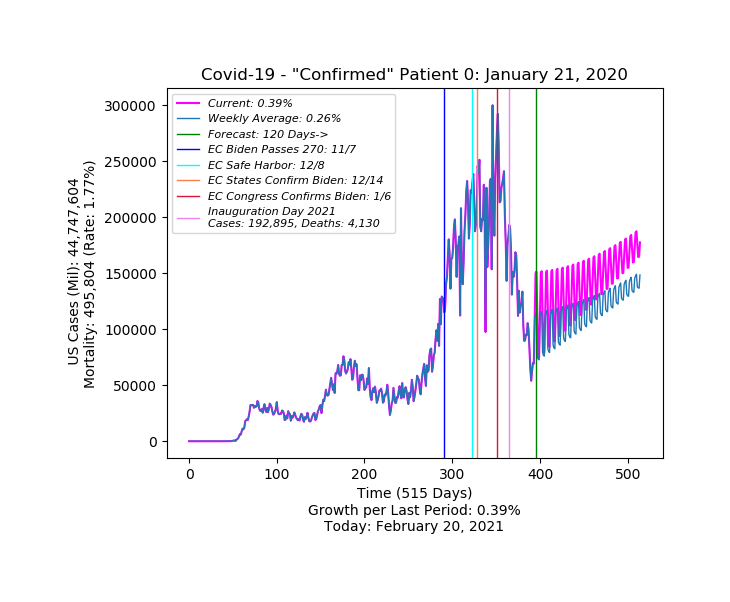 Covid-19 - "Confirmed" Patient 0: January 21, 2020
300000
250000
200000
150000
100000
50000
0
US Cases (Mil): 44,747,604
Mortality: 495,804 (Rate: 1.77%)
Current: 0.39%
Weekly Average: 0.26%
Forecast: 120 Days->
EC Biden Passes 270: 11/7
EC Safe Harbor: 12/8
EC States Confirm Biden: 12/14
EC Congress Confirms Biden: 1/6
Inauguration Day 2021
Cases: 192,895, Deaths: 4,130
0 100 200 300 400 500
Time (515 Days)
Growth per Last Period: 0.39%
Today: February 20, 2021